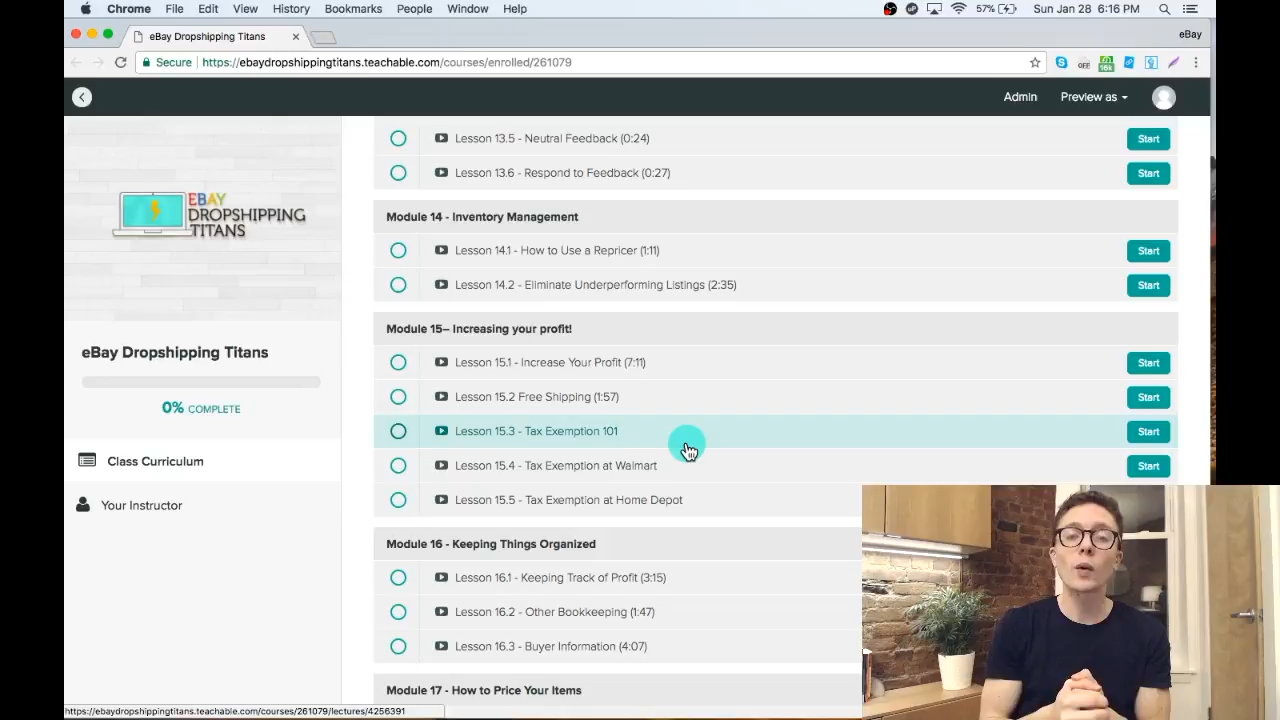 Chrome File Edit View History Bookmarks People Window Help 57% Sun Jan 28 6:16 PM
eBay Dropshipping Titans eBay
Secure https://ebaydropshippingtitans.teachable.com/courses/enrolled/261079 OFF 16k
Admin Preview as
Lesson 13.5 - Neutral Feedback (0:24) Start
Lesson 13.6 - Respond to Feedback (0:27) Start
EBAY
DROPSHIPPING
TITANS
Module 14 - Inventory Management
Lesson 14.1 - How to Use a Repricer (1:11) Start
Lesson 14.2 - Eliminate Underperforming Listings (2:35) Start
Module 15– Increasing your profit!
eBay Dropshipping Titans
Lesson 15.1 - Increase Your Profit (7:11) Start
Lesson 15.2 Free Shipping (1:57) Start
0% COMPLETE
Lesson 15.3 - Tax Exemption 101 Start
Class Curriculum
Lesson 15.4 - Tax Exemption at Walmart Start
Your Instructor
Lesson 15.5 - Tax Exemption at Home Depot
Module 16 - Keeping Things Organized
Lesson 16.1 - Keeping Track of Profit (3:15)
Lesson 16.2 - Other Bookkeeping (1:47)
Lesson 16.3 - Buyer Information (4:07)
Module 17 - How to Price Your Items
https://ebaydropshippingtitans.teachable.com/courses/261079/lectures/4256391